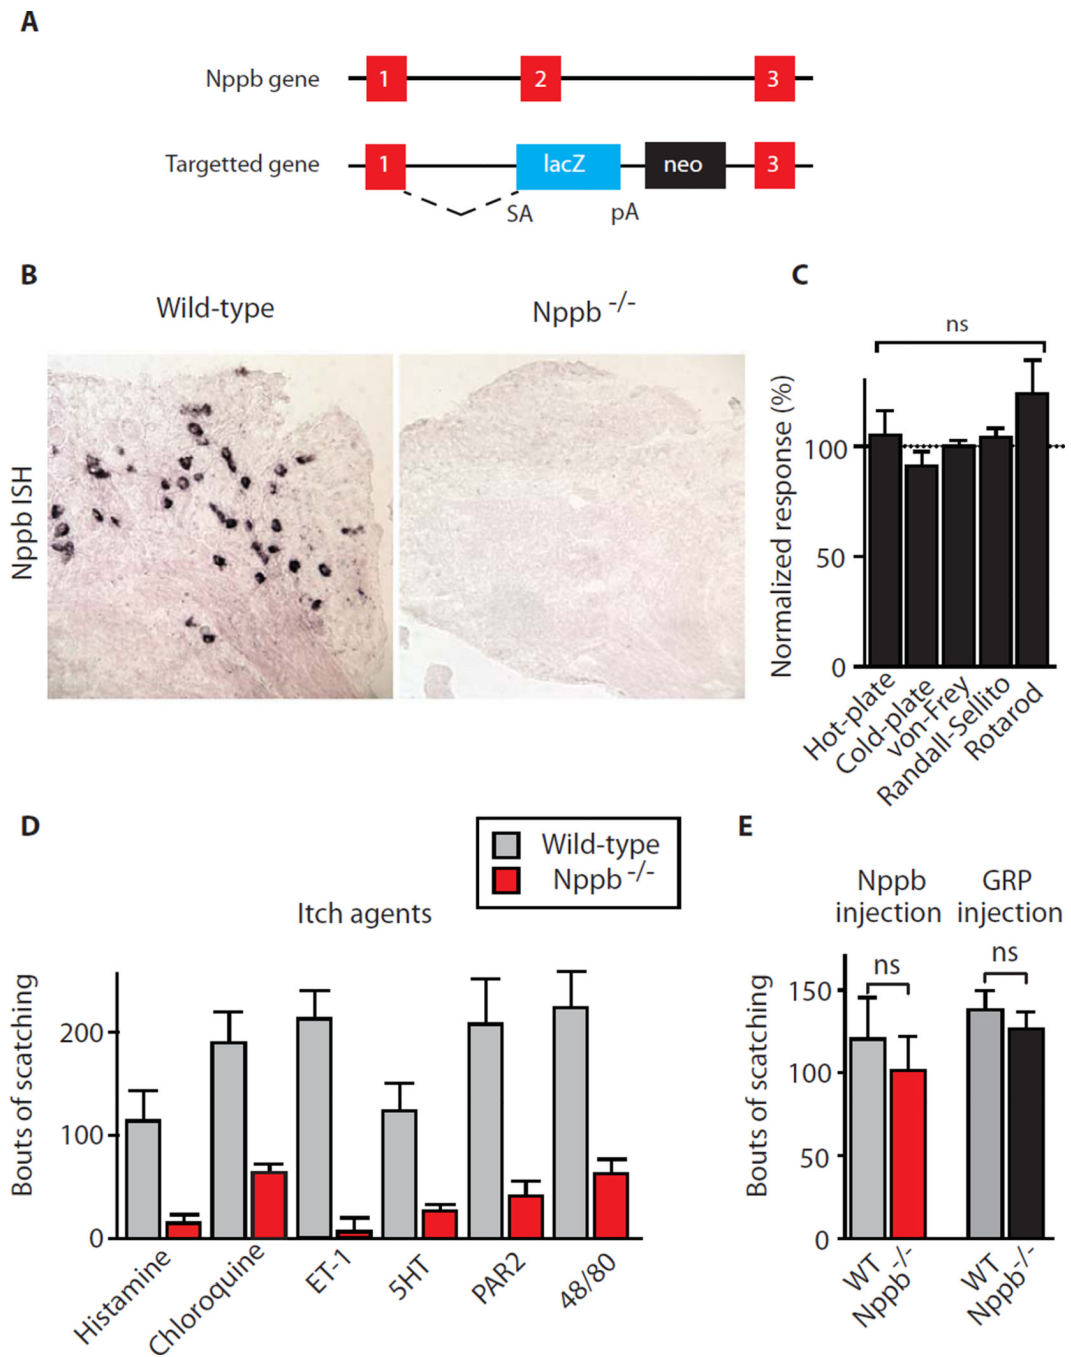 A
Nppb gene
1
2
3
Targetted gene
1
lacZ
neo
3
SA
pA
B
Wild-type
Nppb -/-
Nppb ISH
C
ns
Normalized response (%)
100
50
0
Hot-plate
Cold-plate
von-Frey
Randall-Sellito
Rotarod
D
Wild-type
Nppb -/-
Itch agents
Bouts of scatching
200
100
0
Histamine
Chloroquine
ET-1
5HT
PAR2
48/80
E
Nppb injection
GRP injection
ns
ns
Bouts of scatching
150
100
50
0
WT
Nppb-/-
WT
Nppb-/-